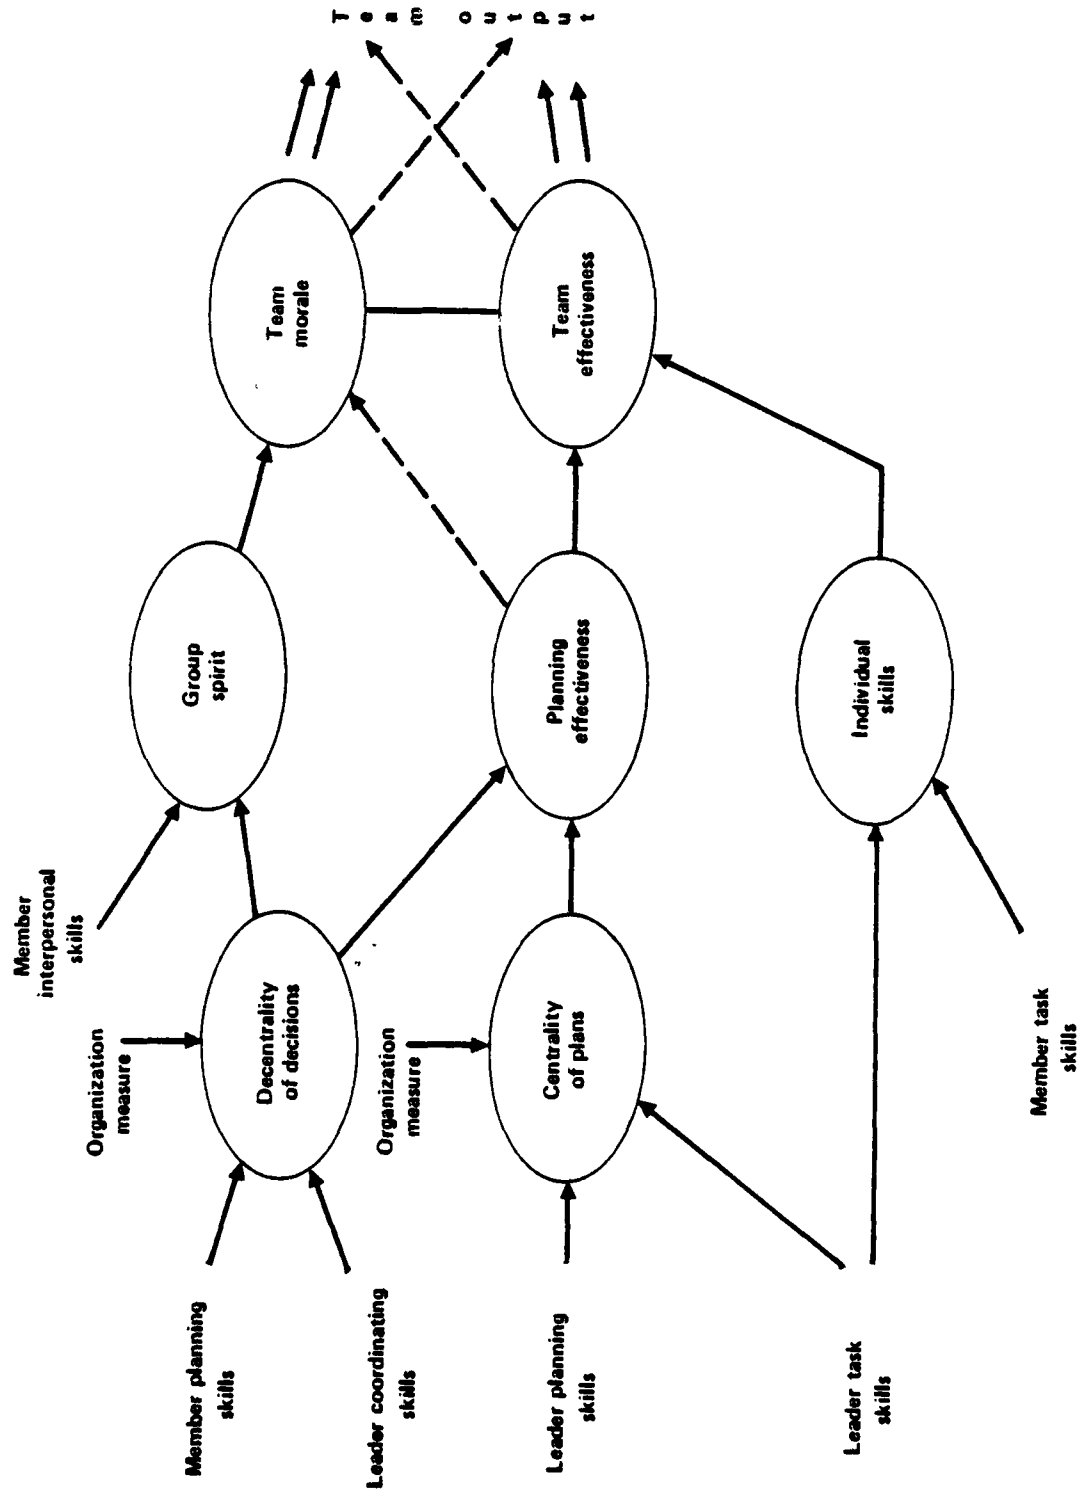 Member
interpersonal
skills
Organization
measure
Member planning
skills
Leader coordinating
skills
Decentrality
of decisions
Group
spirit
Team
morale
Team output
Organization
measure
Leader planning
skills
Centrality
of plans
Planning
effectiveness
Team
effectiveness
Leader task
skills
Individual
skills
Member task
skills